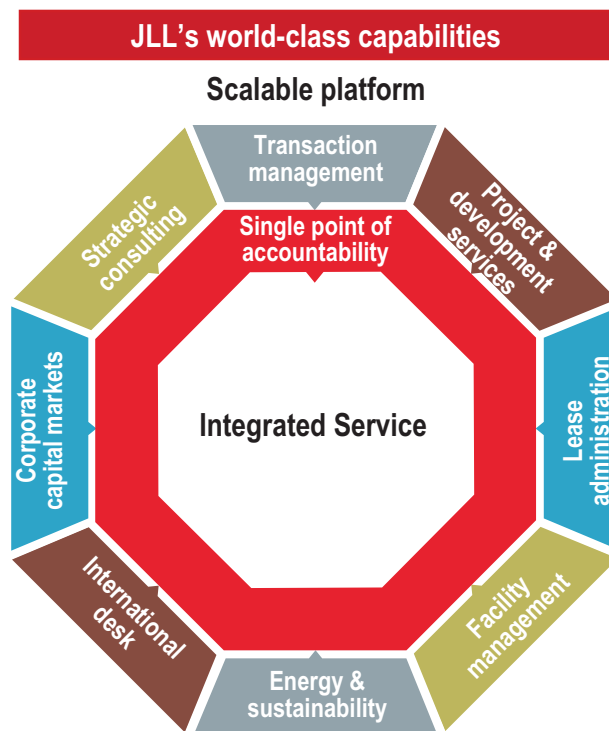 JLL’s world-class capabilities
Scalable platform
Transaction
management
Project &
development
services
Lease
administration
Facility
management
Energy &
sustainability
International
desk
Corporate
capital markets
Strategic
consulting
Single point of
accountability
Integrated Service